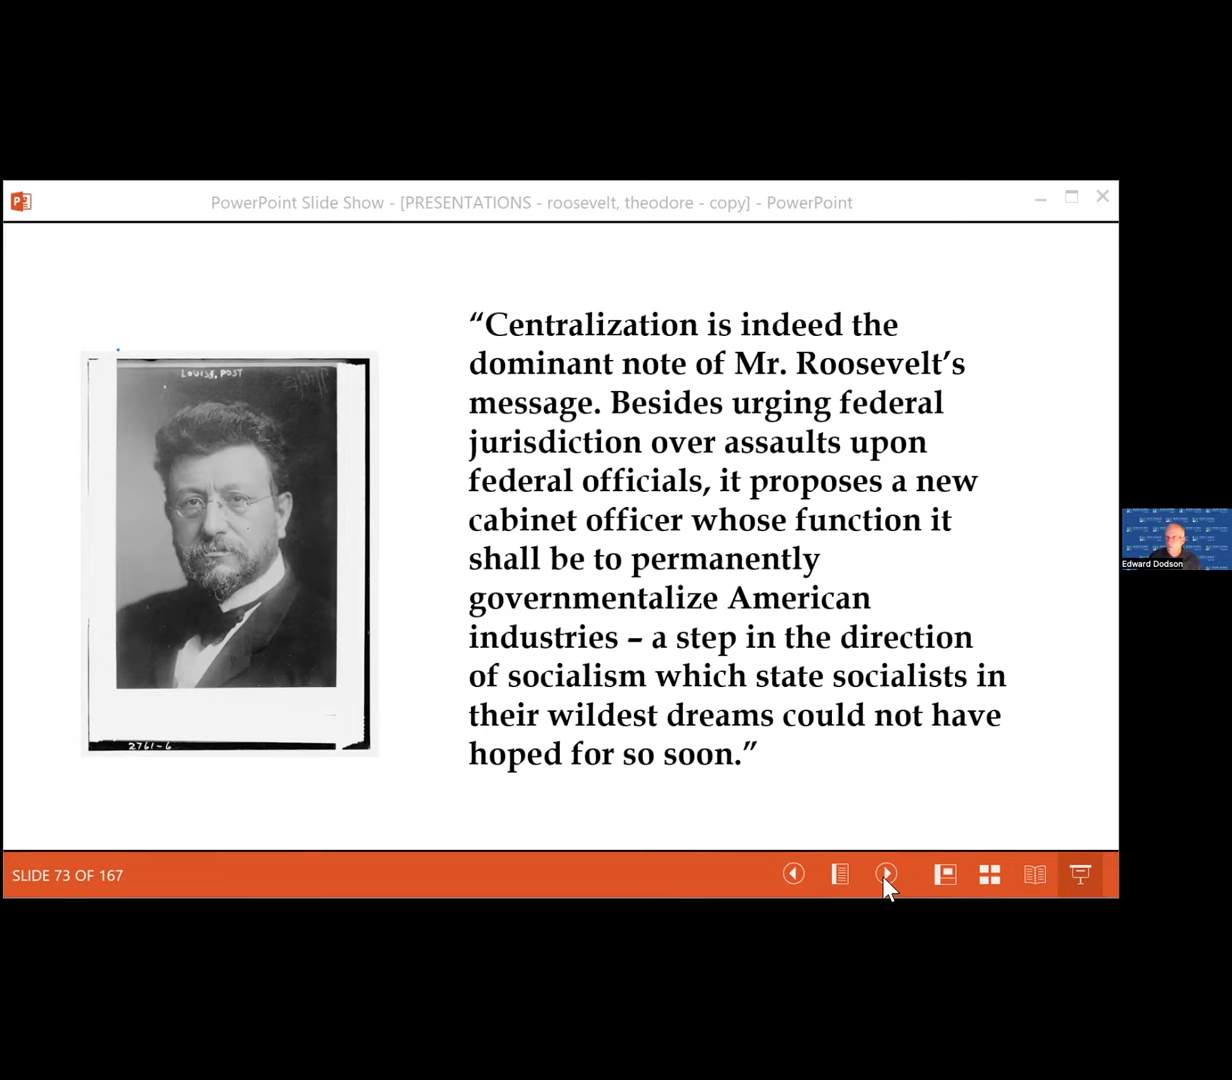 PowerPoint Slide Show - [PRESENTATIONS - roosevelt, theodore - copy] - PowerPoint
LOUIS F. POST
“Centralization is indeed the
dominant note of Mr. Roosevelt’s
message. Besides urging federal
jurisdiction over assaults upon
federal officials, it proposes a new
cabinet officer whose function it
shall be to permanently
governmentalize American
industries – a step in the direction
of socialism which state socialists in
their wildest dreams could not have
hoped for so soon.”
2761-6
Edward Dodson
SLIDE 73 OF 167